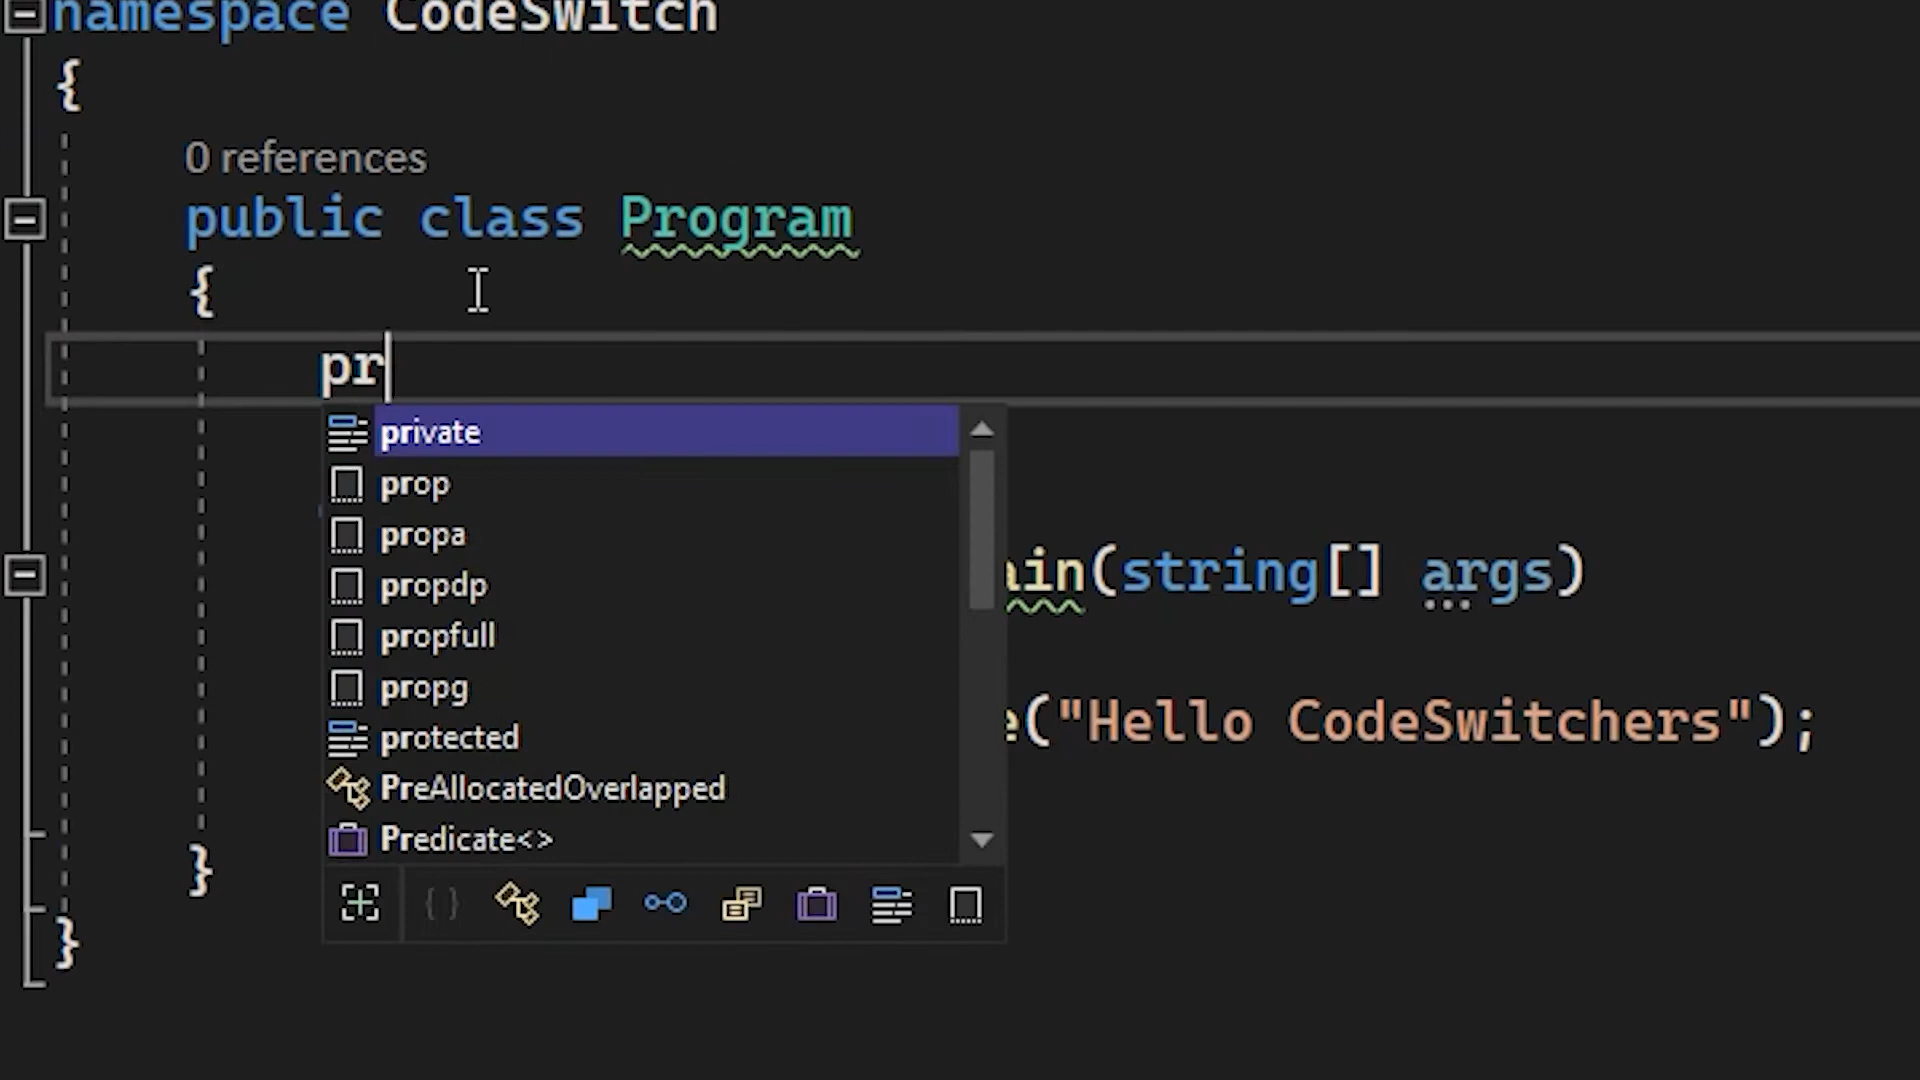 namespace CodeSwitch
{
0 references
public class Program
{
pr
private
prop
propa
propdp
propfull
propg
protected
PreAllocatedOverlapped
Predicate<>
ain(string[] args)
e("Hello CodeSwitchers");
}
}